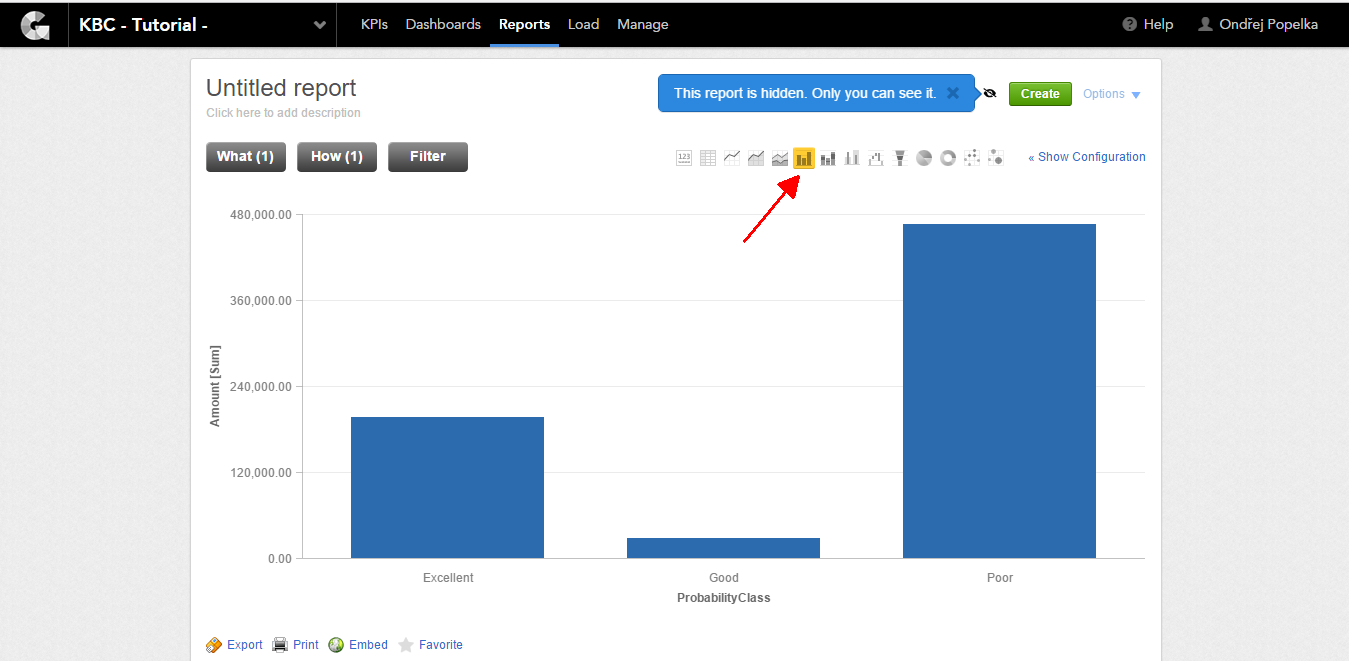 KBC - Tutorial - KPIs Dashboards Reports Load Manage Help Ondřej Popelka
Untitled report
This report is hidden. Only you can see it. Create Options
Click here to add description
What (1) How (1) Filter 123 « Show Configuration
480,000.00
360,000.00
240,000.00
120,000.00
0.00
Amount [Sum]
Excellent Good Poor
ProbabilityClass
Export Print Embed Favorite